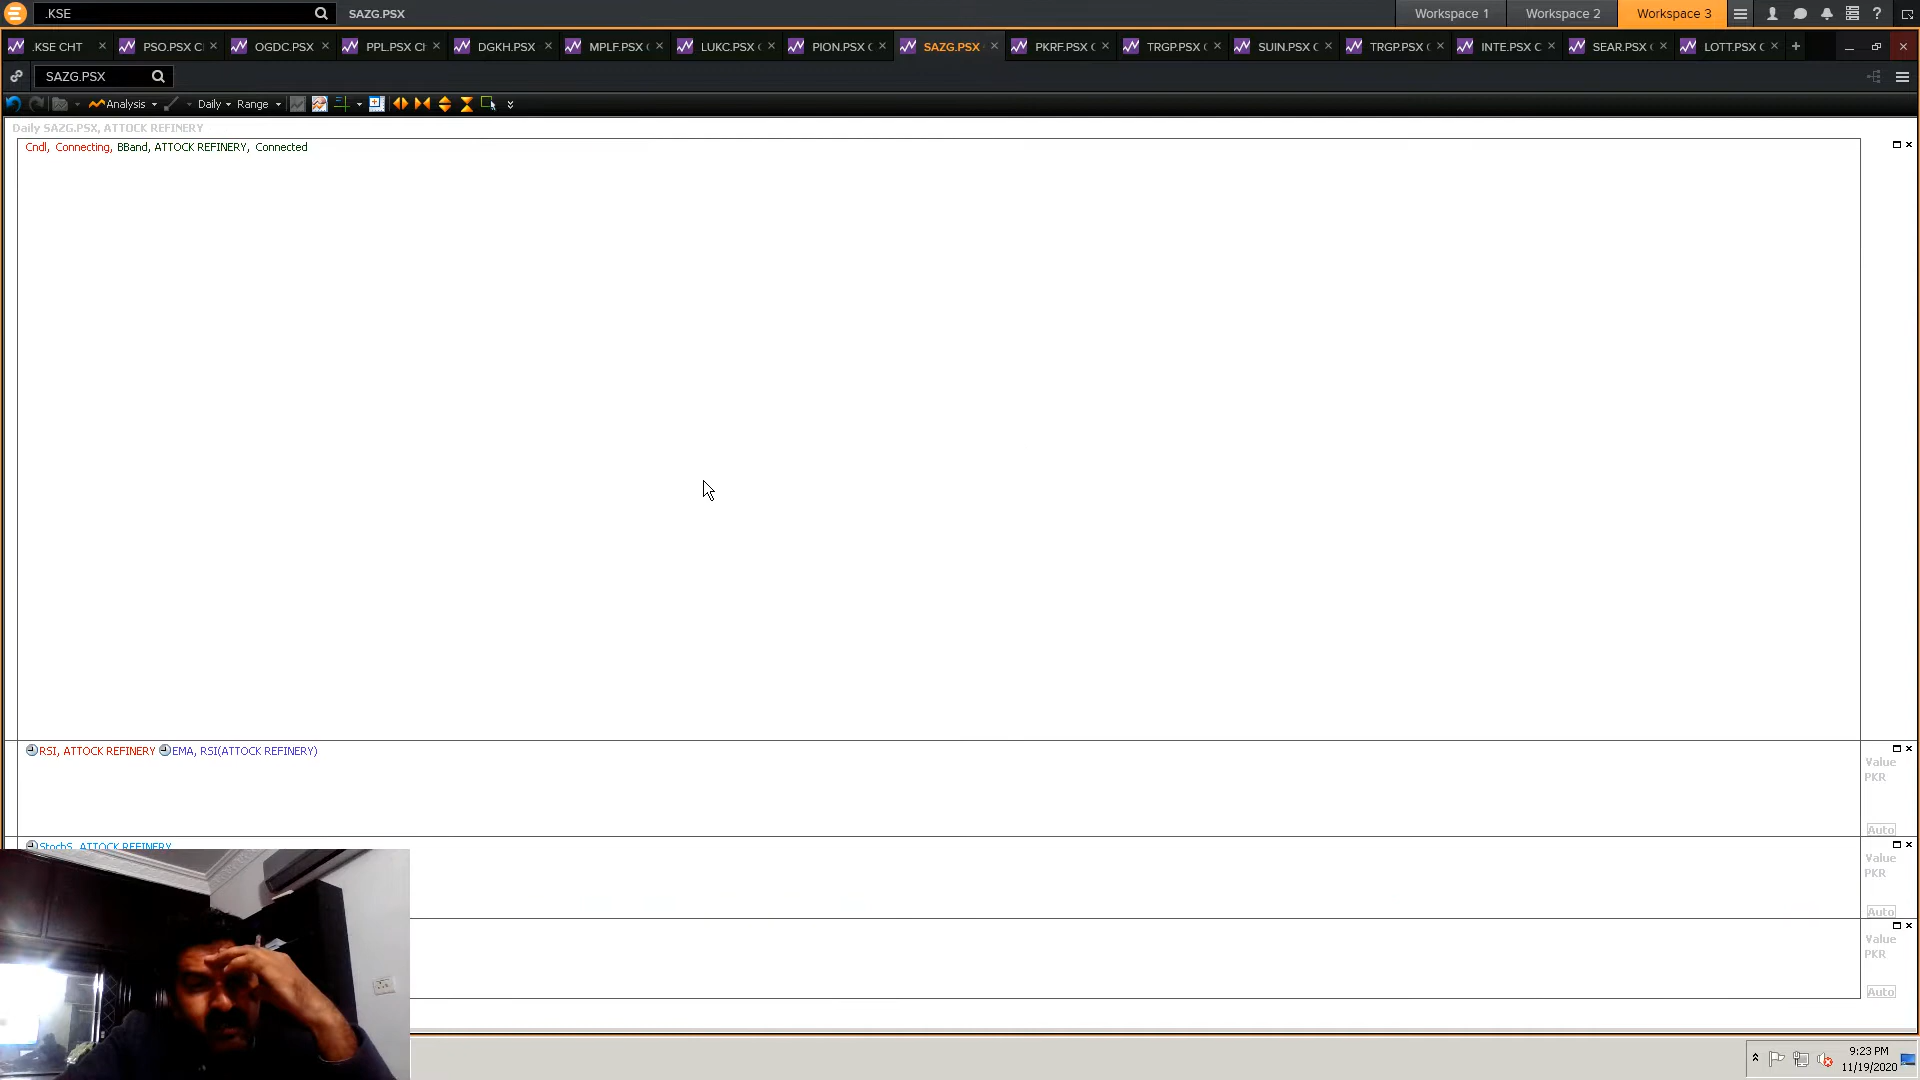 .KSE
SAZG.PSX
Workspace 1
Workspace 2
Workspace 3
?
.KSE CHT
PSO.PSX C
OGDC.PSX
PPL.PSX CH
DGKH.PSX
MPLF.PSX C
LUKC.PSX C
PION.PSX C
SAZG.PSX
PKRF.PSX C
TRGP.PSX C
SUIN.PSX C
TRGP.PSX C
INTE.PSX C
SEAR.PSX C
LOTT.PSX C
SAZG.PSX
Analysis
Daily
Range
Daily SAZG.PSX, ATTOCK REFINERY
Cndl, Connecting, BBand, ATTOCK REFINERY, Connected
RSI, ATTOCK REFINERY EMA, RSI(ATTOCK REFINERY)
Value
PKR
Auto
StochS, ATTOCK REFINERY
Value
PKR
Auto
Value
PKR
Auto
9:23 PM
11/19/2020